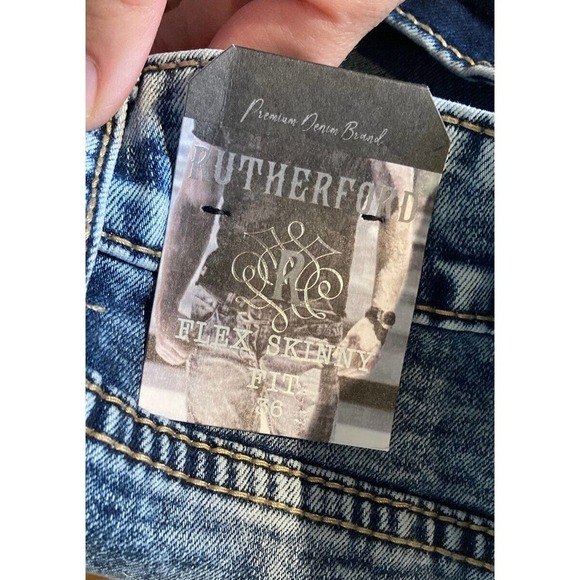 Premium Denim Brand
RUTHERFORD
R
FLEX SKINNY
FIT
36